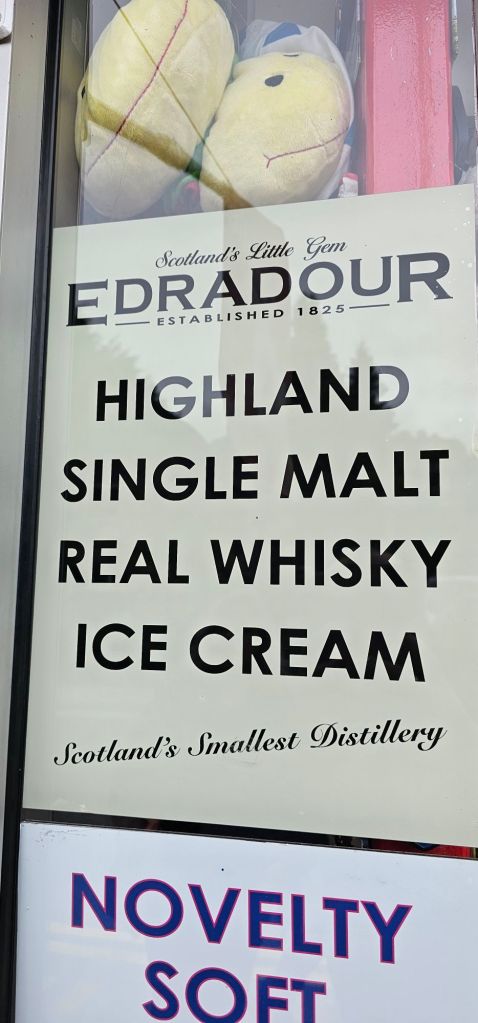 Scotland's Little Gem
EDRADOUR
ESTABLISHED 1825
HIGHLAND
SINGLE MALT
REAL WHISKY
ICE CREAM
Scotland's Smallest Distillery
NOVELTY
SOFT